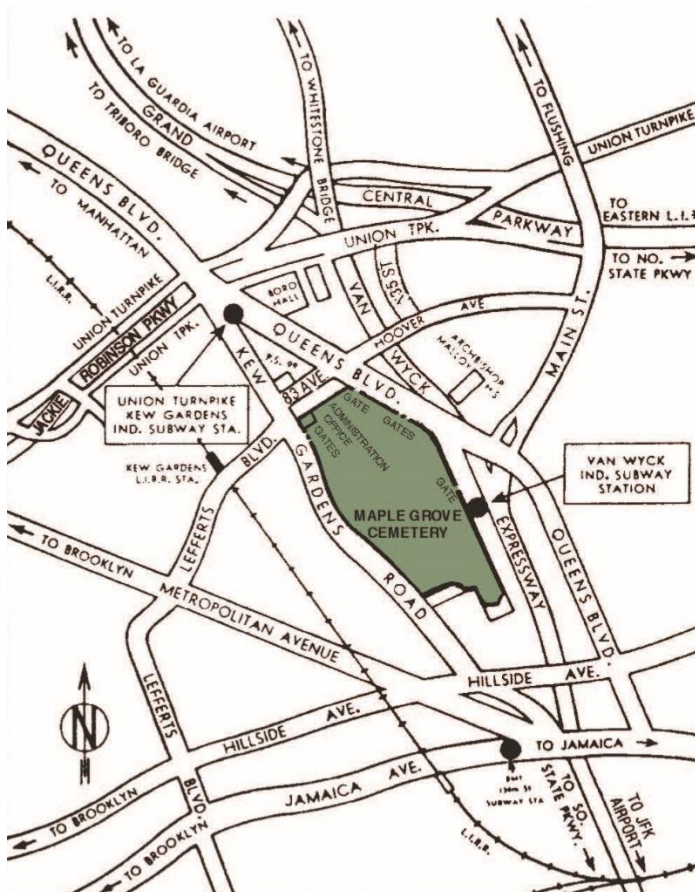 TO LA GUARDIA AIRPORT
TO TRIBORO BRIDGE
GRAND
CENTRAL
PARKWAY
TO WHITESTONE
BRIDGE
TO FLUSHING
UNION TURNPIKE
TO
EASTERN L.I.
TO NO.
STATE PKWY
QUEENS BLVD.
TO MANHATTAN
L.I.R.R.
UNION TPK.
135 ST
BORO
HALL
VAN
WYCK
EXPRESSWAY
HOOVER AVE
ARCHBISHOP
MALLOY
MAIN ST.
UNION TURNPIKE
JACKIE
ROBINSON PKWY
UNION TPK.
QUEENS BLVD.
KEW
GARDENS
ROAD
83 AVE.
UNION TURNPIKE
KEW GARDENS
IND. SUBWAY STA.
GATE
GATES
ADMINISTRATION
OFFICE
GATES
GATE
KEW GARDENS
L.I.R.R. STA.
VAN WYCK
IND. SUBWAY
STATION
MAPLE GROVE
CEMETERY
QUEENS BLVD.
LEFFERTS
BLVD.
TO BROOKLYN
METROPOLITAN AVENUE
HILLSIDE AVE.
HILLSIDE AVE.
LEFFERTS
BLVD.
N
TO JAMAICA
JAMAICA AVE.
SUBWAY STA
TO SO.
STATE PKWY.
TO JFK
AIRPORT
TO BROOKLYN
TO BROOKLYN
L.I.R.R.